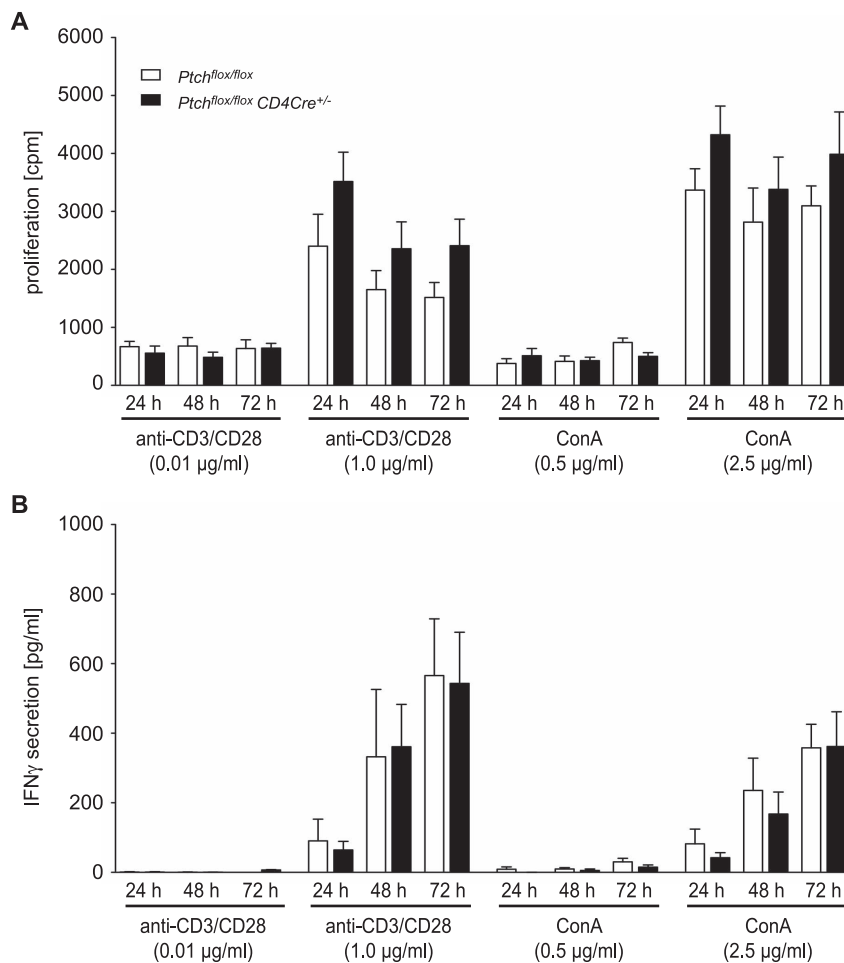 A
6000
5000
4000
3000
2000
1000
0
proliferation [cpm]
Ptchflox/flox
Ptchflox/flox CD4Cre+/-
24 h 48 h 72 h 24 h 48 h 72 h 24 h 48 h 72 h 24 h 48 h 72 h
anti-CD3/CD28 anti-CD3/CD28 ConA ConA
(0.01 µg/ml) (1.0 µg/ml) (0.5 µg/ml) (2.5 µg/ml)
B
1000
800
600
400
200
0
IFNγ secretion [pg/ml]
24 h 48 h 72 h 24 h 48 h 72 h 24 h 48 h 72 h 24 h 48 h 72 h
anti-CD3/CD28 anti-CD3/CD28 ConA ConA
(0.01 µg/ml) (1.0 µg/ml) (0.5 µg/ml) (2.5 µg/ml)